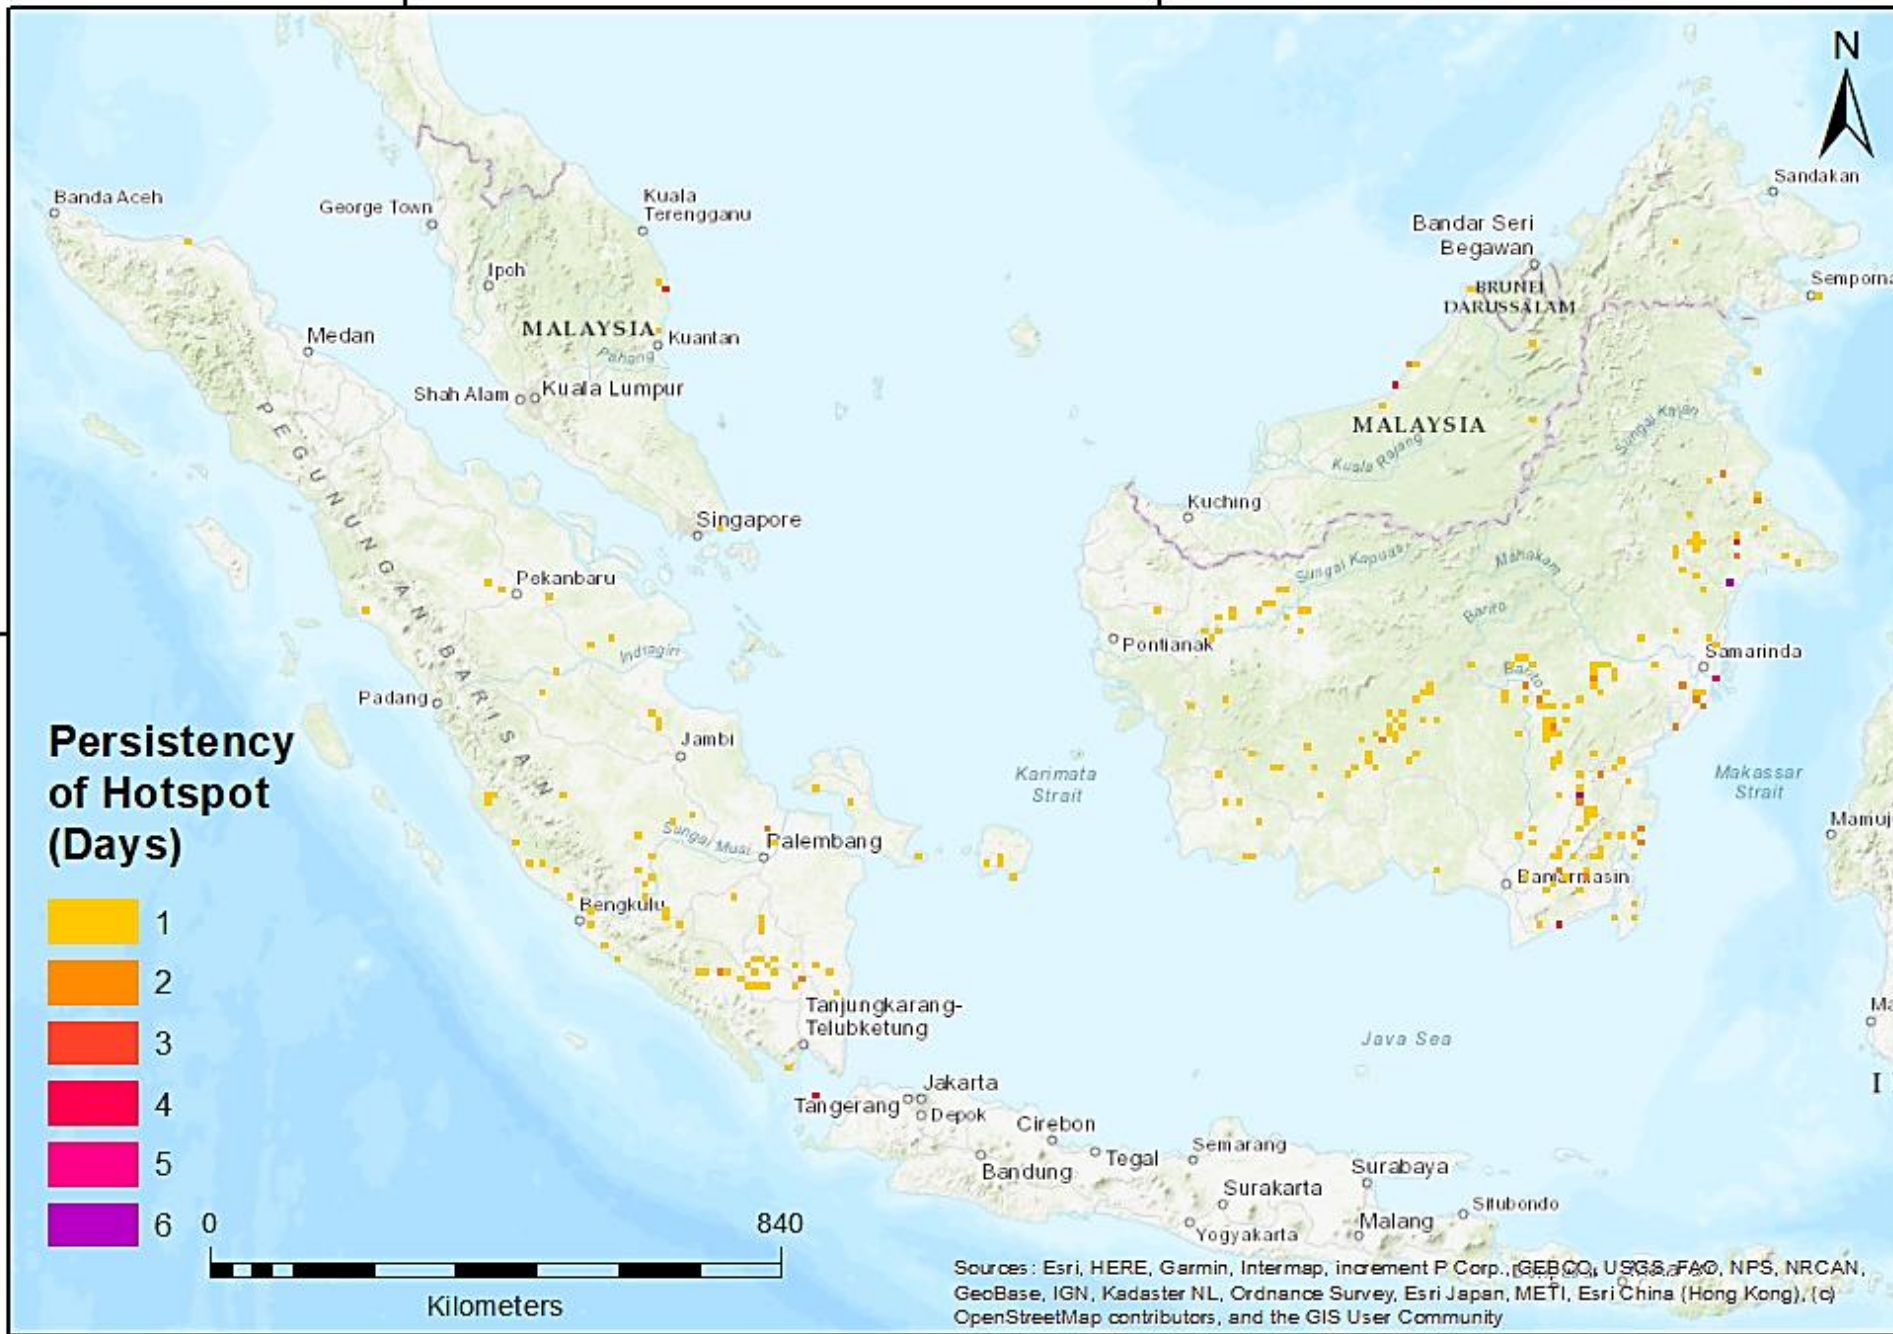 N
Banda Aceh
George Town
Kuala
Terengganu
Sandakan
Bandar Seri
Begawan
Ipoh
BRUNEI
DARUSSALAM
Semporna
MALAYSIA
Kuantan
Medan
Pahang
Shah Alam
Kuala Lumpur
MALAYSIA
Sungai Kajan
Kuala Rajang
PEGUNUNGAN BARISAN
Kuching
Singapore
Sungai Kapuas
Mahakam
Pekanbaru
Barito
Pontianak
Indragiri
Samarinda
Barito
Padang
Jambi
Karimata
Strait
Makassar
Strait
Mamuj
Sungai Musi
Palembang
Banjarmasin
Bengkulu
Persistency
of Hotspot
(Days)
1
2
3
4
5
6
Tanjungkarang-
Telubketung
Java Sea
Ma
I
Jakarta
Tangerang
Depok
Cirebon
Bandung
Tegal
Semarang
Surabaya
Surakarta
Situbondo
Yogyakarta
Malang
0 840
Kilometers
Sources: Esri, HERE, Garmin, Intermap, increment P Corp., GEBCO, USGS, FAO, NPS, NRCAN,
GeoBase, IGN, Kadaster NL, Ordnance Survey, Esri Japan, METI, Esri China (Hong Kong), (c)
OpenStreetMap contributors, and the GIS User Community